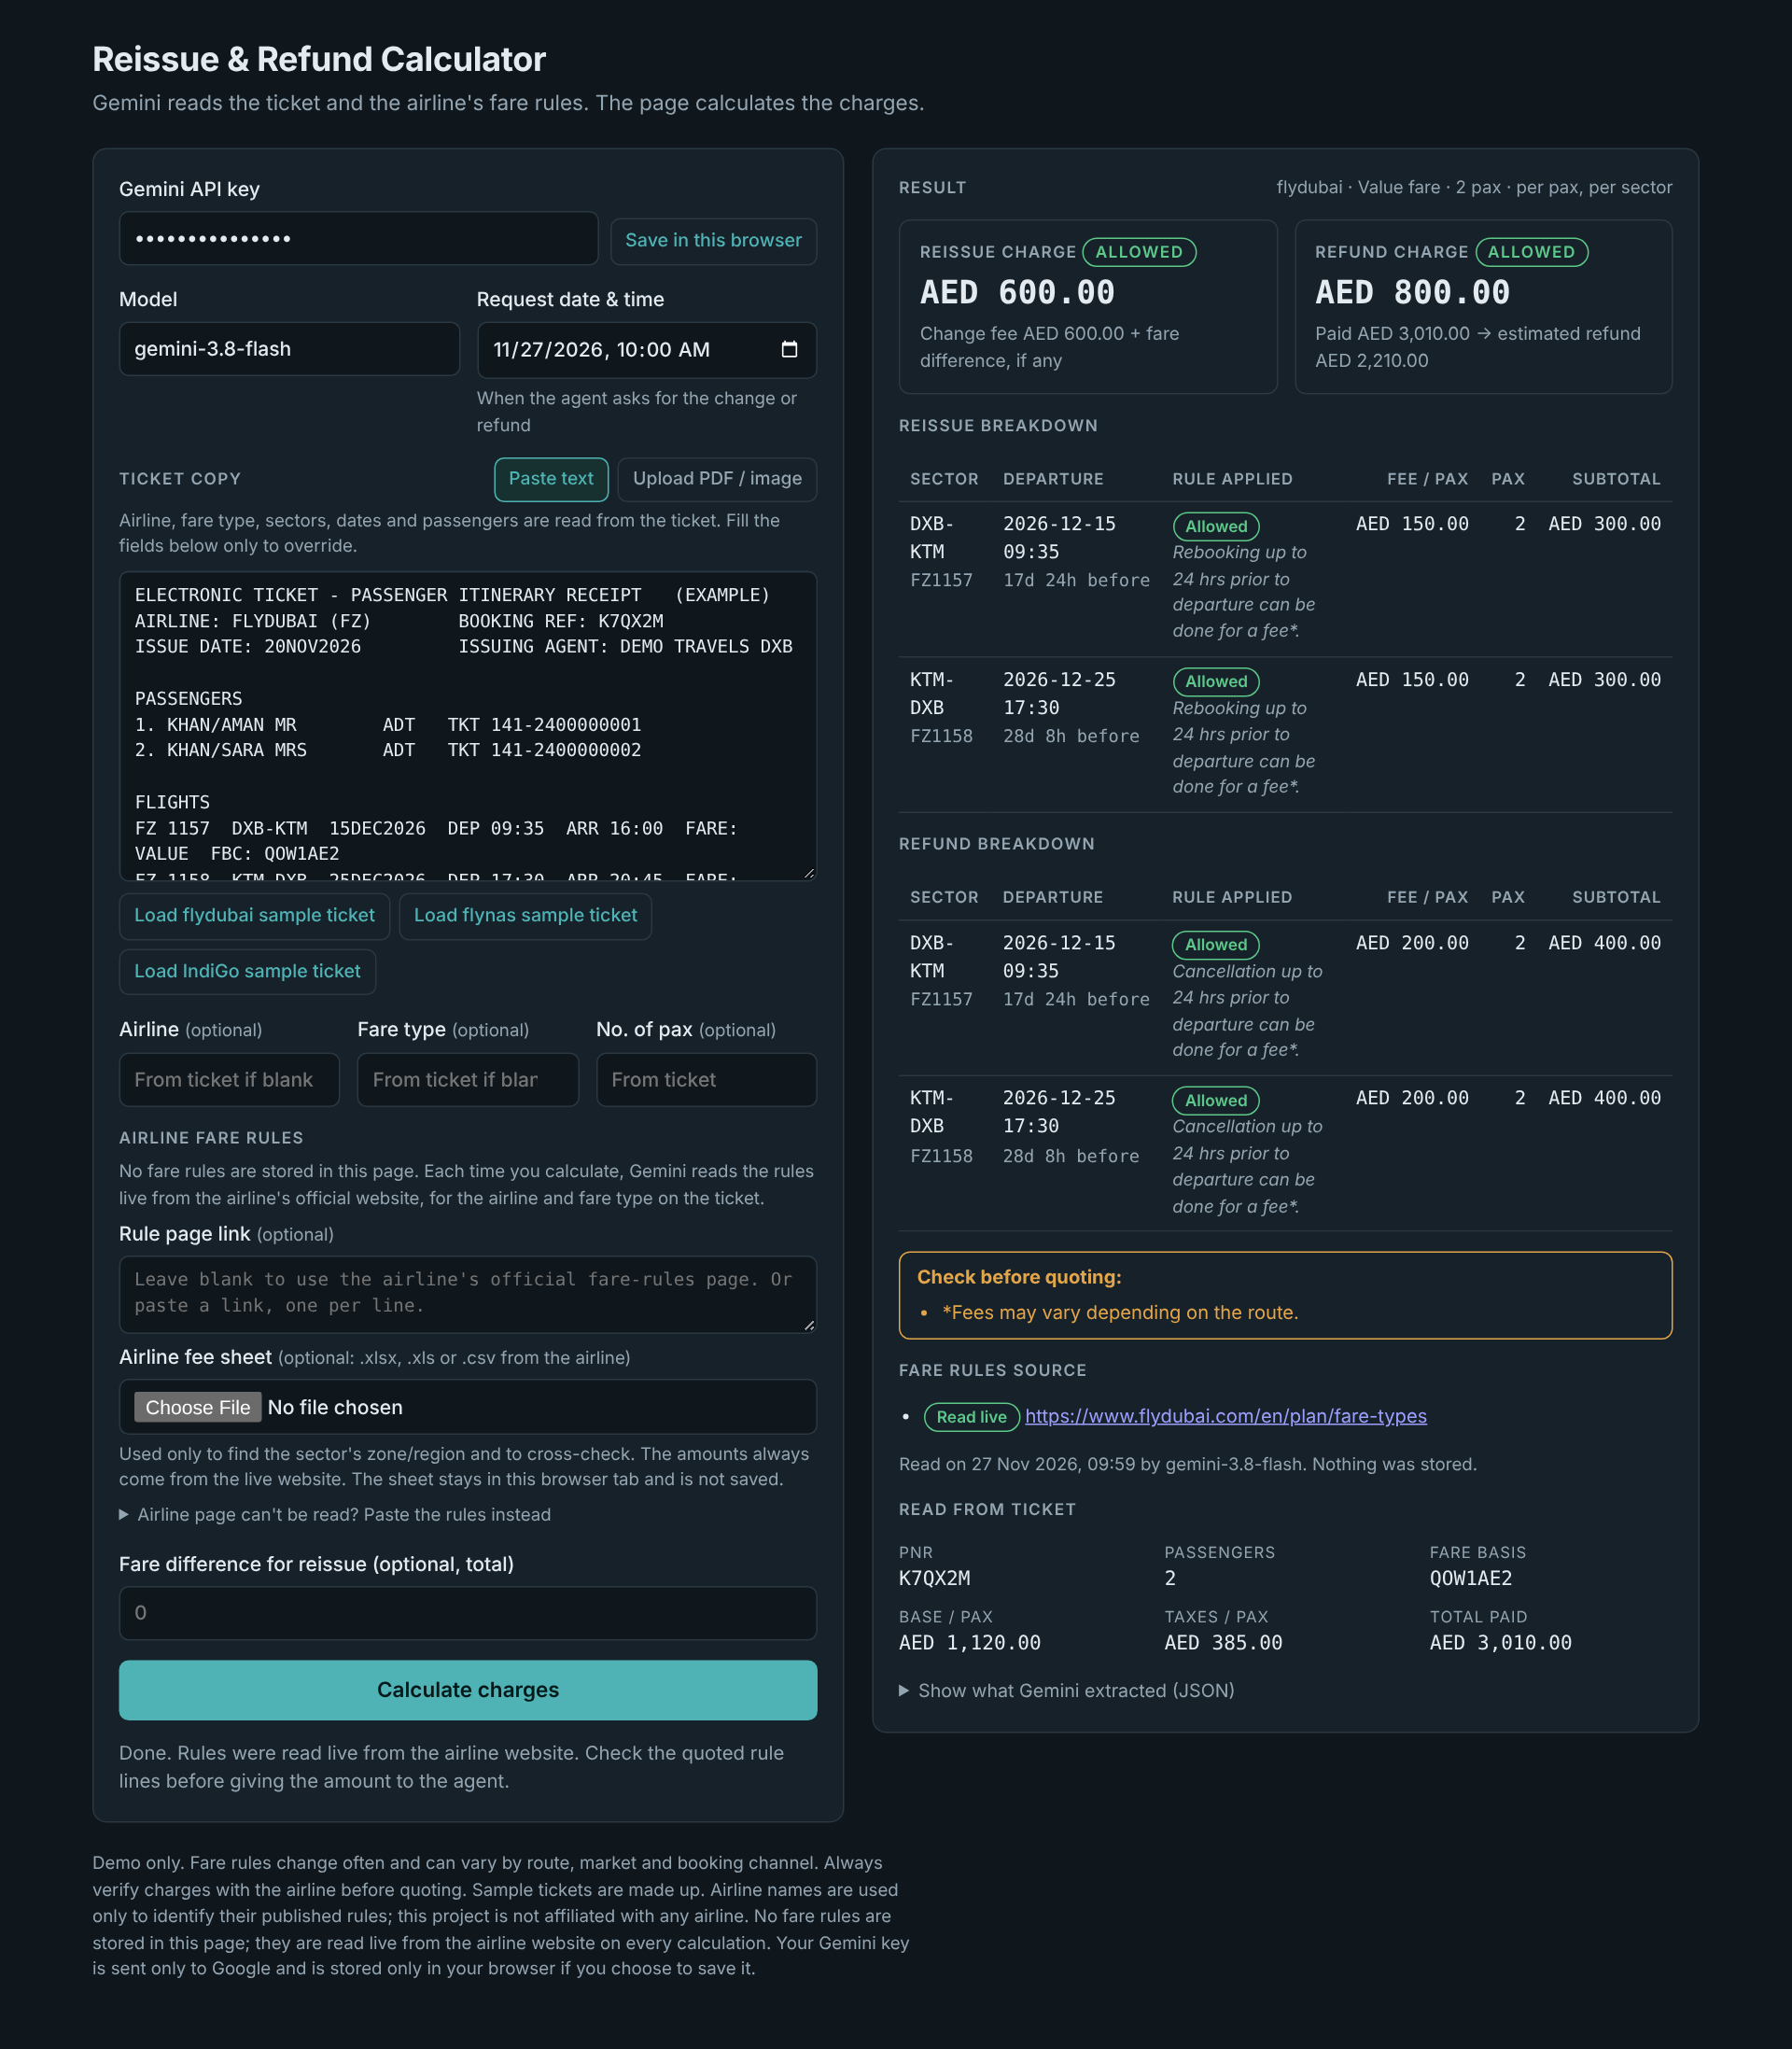 Reissue & Refund Calculator
Gemini reads the ticket and the airline's fare rules. The page calculates the charges.
Gemini API key
•••••••••••••••
Save in this browser
Model
Request date & time
gemini-3.8-flash
11/27/2026, 10:00 AM
When the agent asks for the change or
refund
TICKET COPY
Paste text
Upload PDF / image
Airline, fare type, sectors, dates and passengers are read from the ticket. Fill the
fields below only to override.
ELECTRONIC TICKET - PASSENGER ITINERARY RECEIPT (EXAMPLE)
AIRLINE: FLYDUBAI (FZ) BOOKING REF: K7QX2M
ISSUE DATE: 20NOV2026 ISSUING AGENT: DEMO TRAVELS DXB
PASSENGERS
1. KHAN/AMAN MR ADT TKT 141-2400000001
2. KHAN/SARA MRS ADT TKT 141-2400000002
FLIGHTS
FZ 1157 DXB-KTM 15DEC2026 DEP 09:35 ARR 16:00 FARE:
VALUE FBC: QOW1AE2
FZ 1158 KTM-DXB 25DEC2026 DEP 17:30 ARR 20:45 FARE:
Load flydubai sample ticket
Load flynas sample ticket
Load IndiGo sample ticket
Airline (optional)
Fare type (optional)
No. of pax (optional)
From ticket if blank
From ticket if blar
From ticket
AIRLINE FARE RULES
No fare rules are stored in this page. Each time you calculate, Gemini reads the rules
live from the airline's official website, for the airline and fare type on the ticket.
Rule page link (optional)
Leave blank to use the airline's official fare-rules page. Or
paste a link, one per line.
Airline fee sheet (optional: .xlsx, .xls or .csv from the airline)
Choose File No file chosen
Used only to find the sector's zone/region and to cross-check. The amounts always
come from the live website. The sheet stays in this browser tab and is not saved.
▶ Airline page can't be read? Paste the rules instead
Fare difference for reissue (optional, total)
0
Calculate charges
Done. Rules were read live from the airline website. Check the quoted rule
lines before giving the amount to the agent.
RESULT
flydubai · Value fare · 2 pax · per pax, per sector
REISSUE CHARGE ALLOWED
AED 600.00
Change fee AED 600.00 + fare
difference, if any
REFUND CHARGE ALLOWED
AED 800.00
Paid AED 3,010.00 → estimated refund
AED 2,210.00
REISSUE BREAKDOWN
SECTOR DEPARTURE RULE APPLIED FEE / PAX PAX SUBTOTAL
DXB- 2026-12-15 Allowed AED 150.00 2 AED 300.00
KTM 09:35 Rebooking up to
FZ1157 17d 24h before 24 hrs prior to
departure can be
done for a fee*.
KTM- 2026-12-25 Allowed AED 150.00 2 AED 300.00
DXB 17:30 Rebooking up to
FZ1158 28d 8h before 24 hrs prior to
departure can be
done for a fee*.
REFUND BREAKDOWN
SECTOR DEPARTURE RULE APPLIED FEE / PAX PAX SUBTOTAL
DXB- 2026-12-15 Allowed AED 200.00 2 AED 400.00
KTM 09:35 Cancellation up to
FZ1157 17d 24h before 24 hrs prior to
departure can be
done for a fee*.
KTM- 2026-12-25 Allowed AED 200.00 2 AED 400.00
DXB 17:30 Cancellation up to
FZ1158 28d 8h before 24 hrs prior to
departure can be
done for a fee*.
Check before quoting:
• *Fees may vary depending on the route.
FARE RULES SOURCE
• Read live https://www.flydubai.com/en/plan/fare-types
Read on 27 Nov 2026, 09:59 by gemini-3.8-flash. Nothing was stored.
READ FROM TICKET
PNR PASSENGERS FARE BASIS
K7QX2M 2 QOW1AE2
BASE / PAX TAXES / PAX TOTAL PAID
AED 1,120.00 AED 385.00 AED 3,010.00
▶ Show what Gemini extracted (JSON)
Demo only. Fare rules change often and can vary by route, market and booking channel. Always
verify charges with the airline before quoting. Sample tickets are made up. Airline names are used
only to identify their published rules; this project is not affiliated with any airline. No fare rules are
stored in this page; they are read live from the airline website on every calculation. Your Gemini key
is sent only to Google and is stored only in your browser if you choose to save it.